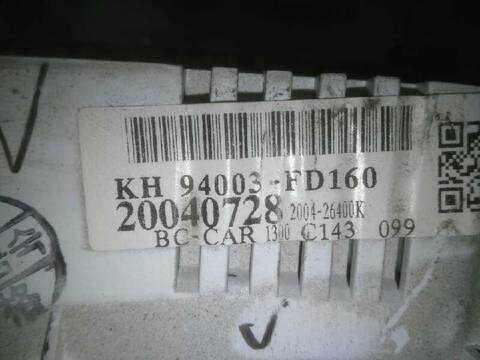 KH 94003-FD160
20040728 2004-26400K
BC-CAR 1300 C143 099